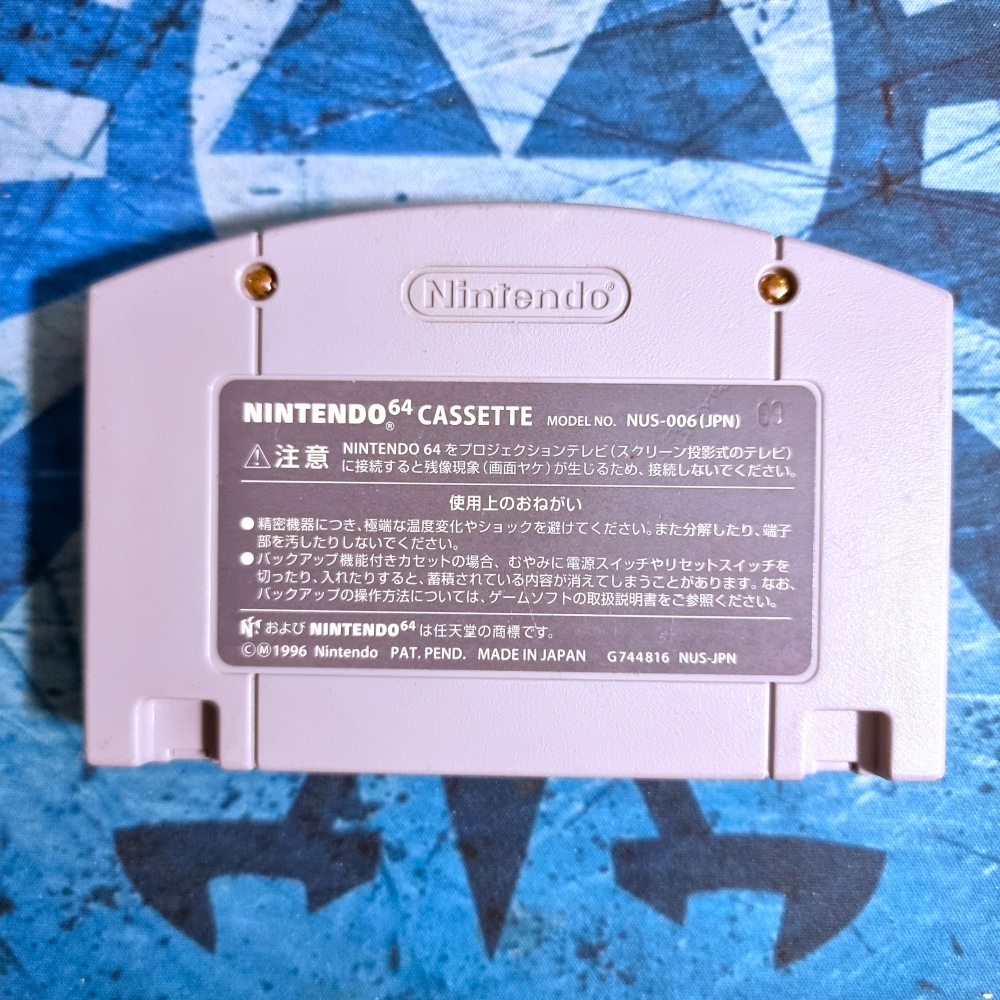 Nintendo®
NINTENDO®64 CASSETTE MODEL NO. NUS-006(JPN)
⚠注意 NINTENDO 64をプロジェクションテレビ(スクリーン投影式のテレビ)
に接続すると残像現象(画面ヤケ)が生じるため、接続しないでください。
使用上のおねがい
●精密機器につき、極端な温度変化やショックを避けてください。また分解したり、端子
部を汚したりしないでください。
●バックアップ機能付きカセットの場合、むやみに電源スイッチやリセットスイッチを
切ったり、入れたりすると、蓄積されている内容が消えてしまうことがあります。なお、
バックアップの操作方法については、ゲームソフトの取扱説明書をご参照ください。
および NINTENDO64 は任天堂の商標です。
©Ⓜ1996 Nintendo PAT. PEND. MADE IN JAPAN G744816 NUS-JPN